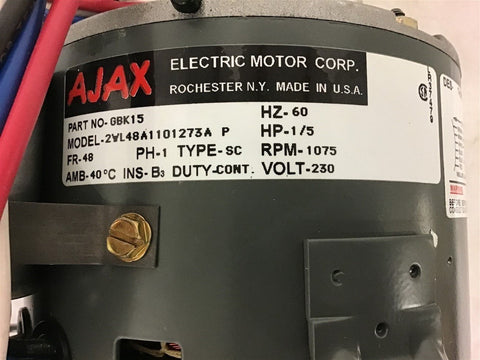 AJAX
ELECTRIC MOTOR CORP.
ROCHESTER N.Y. MADE IN U.S.A.
PART NO-GBK15
HZ-60
MODEL-2WL48A1101273A P
HP-1/5
FR-48 PH-1 TYPE-SC RPM-1075
AMB-40°C INS-B3 DUTY-CONT. VOLT-230